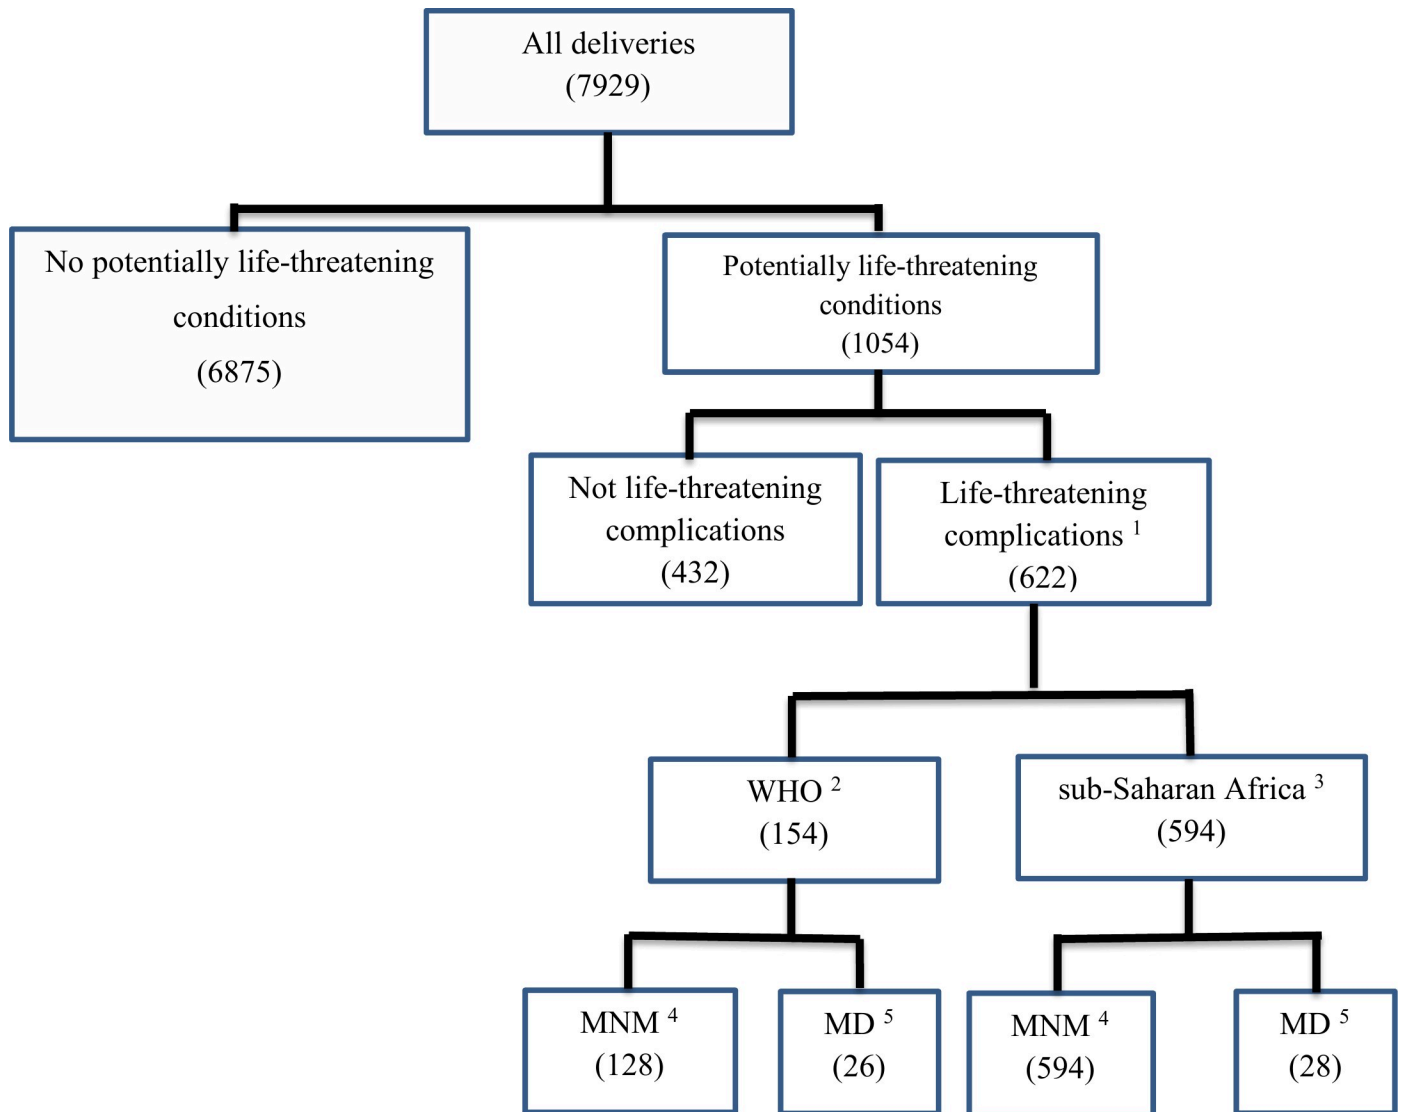 All deliveries
(7929)
No potentially life-threatening
conditions
(6875)
Potentially life-threatening
conditions
(1054)
Not life-threatening
complications
(432)
Life-threatening
complications ¹
(622)
WHO ²
(154)
sub-Saharan Africa ³
(594)
MNM ⁴
(128)
MD ⁵
(26)
MNM ⁴
(594)
MD ⁵
(28)